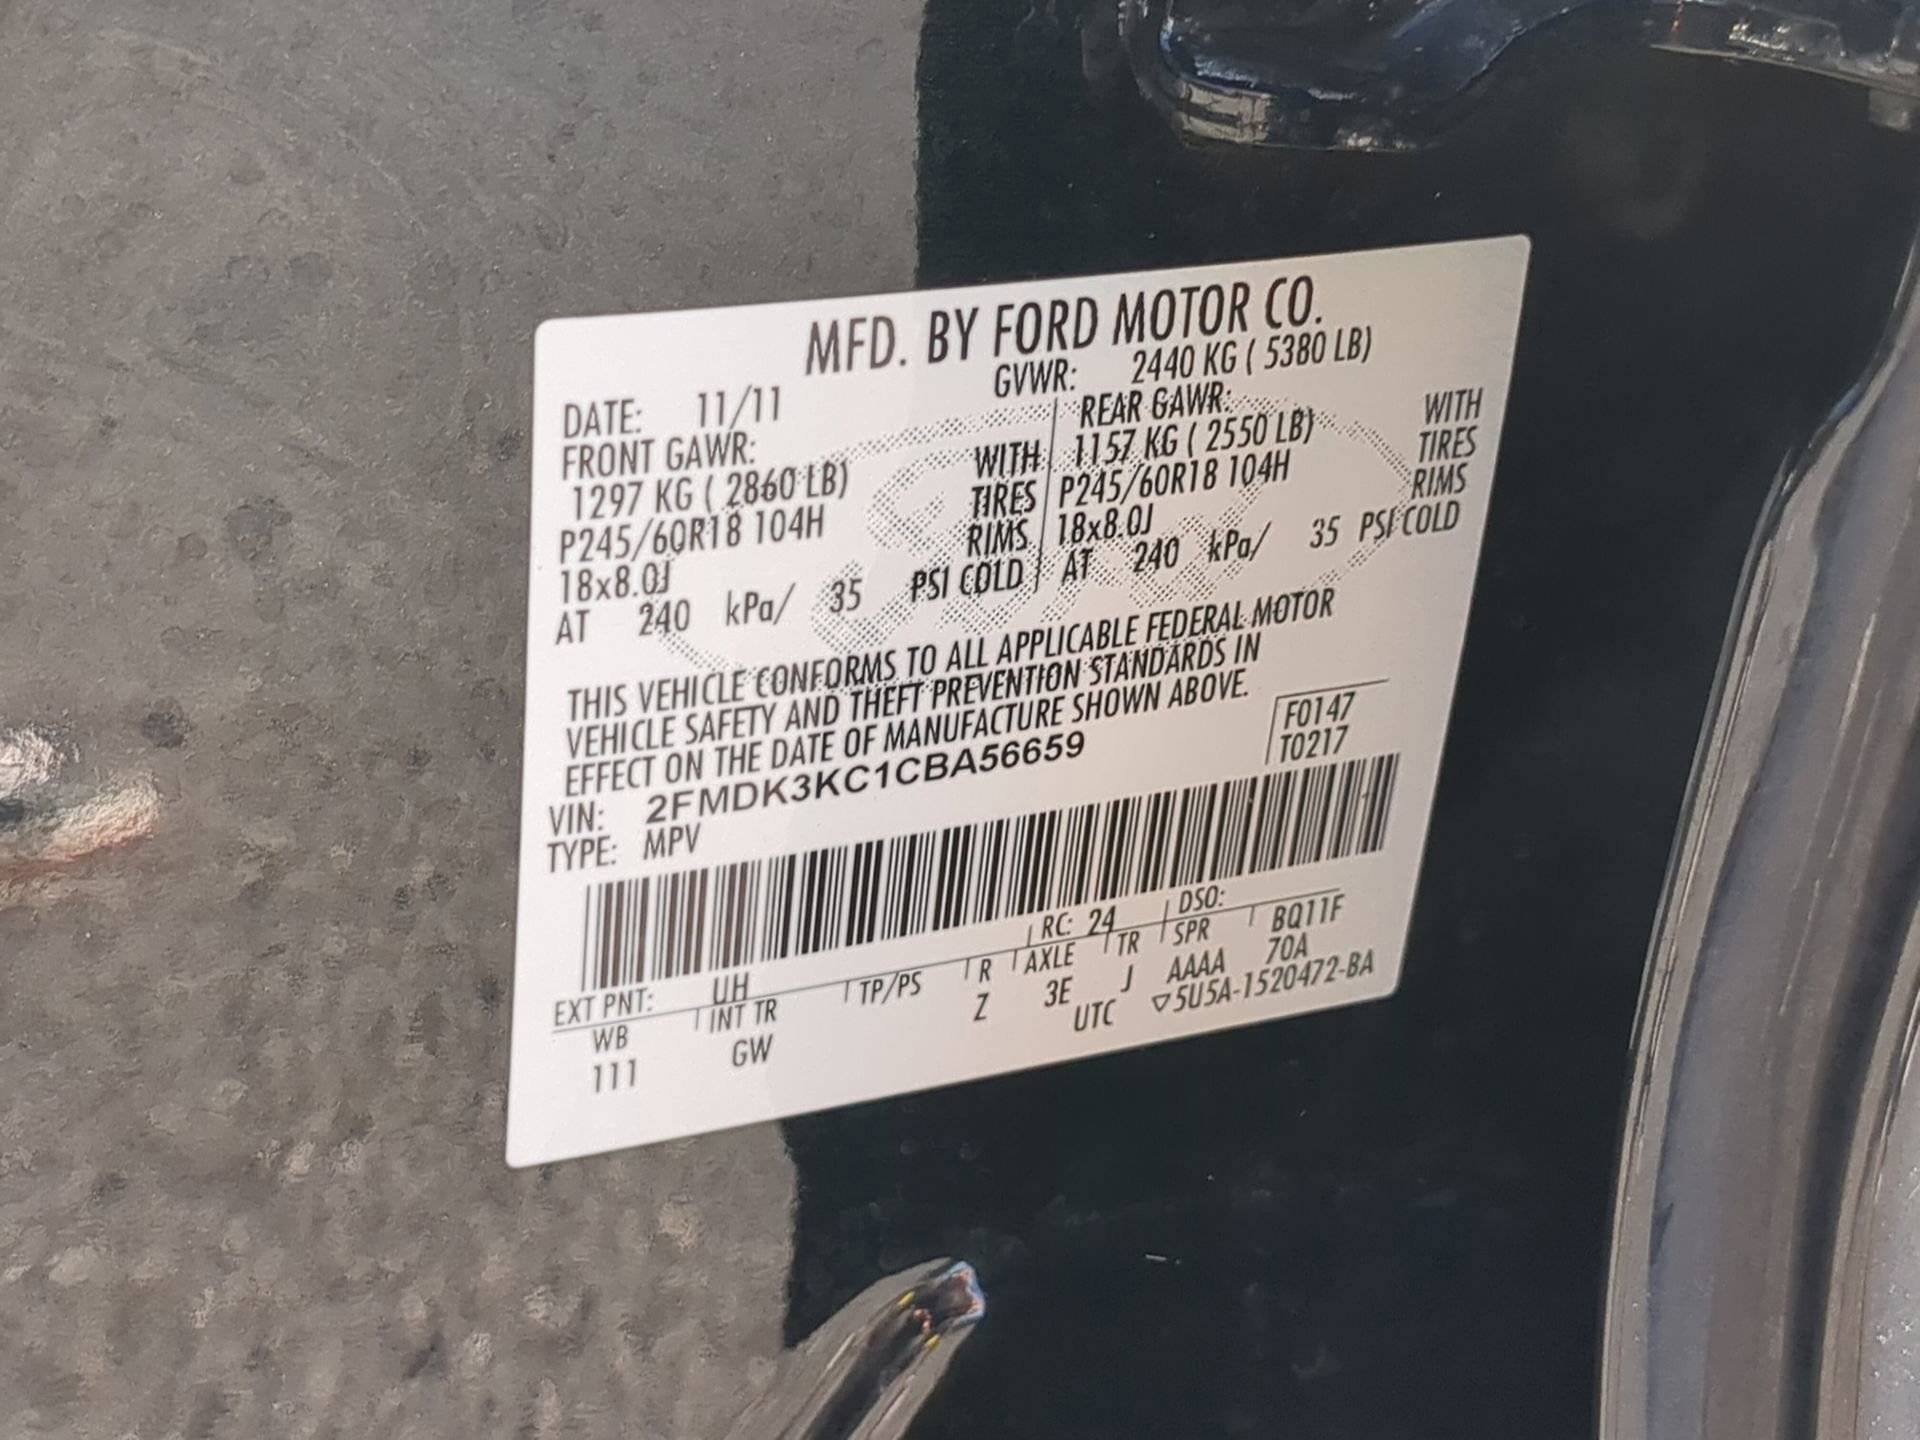 MFD. BY FORD MOTOR CO.
DATE: 11/11 GVWR: 2440 KG ( 5380 LB)
FRONT GAWR: REAR GAWR:
1297 KG ( 2860 LB) WITH 1157 KG ( 2550 LB) WITH
P245/60R18 104H TIRES P245/60R18 104H TIRES
18x8.0J RIMS 18x8.0J RIMS
AT 240 kPa/ 35 PSI COLD AT 240 kPa/ 35 PSI COLD
THIS VEHICLE CONFORMS TO ALL APPLICABLE FEDERAL MOTOR
VEHICLE SAFETY AND THEFT PREVENTION STANDARDS IN
EFFECT ON THE DATE OF MANUFACTURE SHOWN ABOVE.
F0147
T0217
VIN: 2FMDK3KC1CBA56659
TYPE: MPV
EXT PNT: UH RC: 24 DSO:
WB INT TR TP/PS R AXLE TR SPR BQ11F
111 GW Z 3E J AAAA 70A
UTC ▽5U5A-1520472-BA